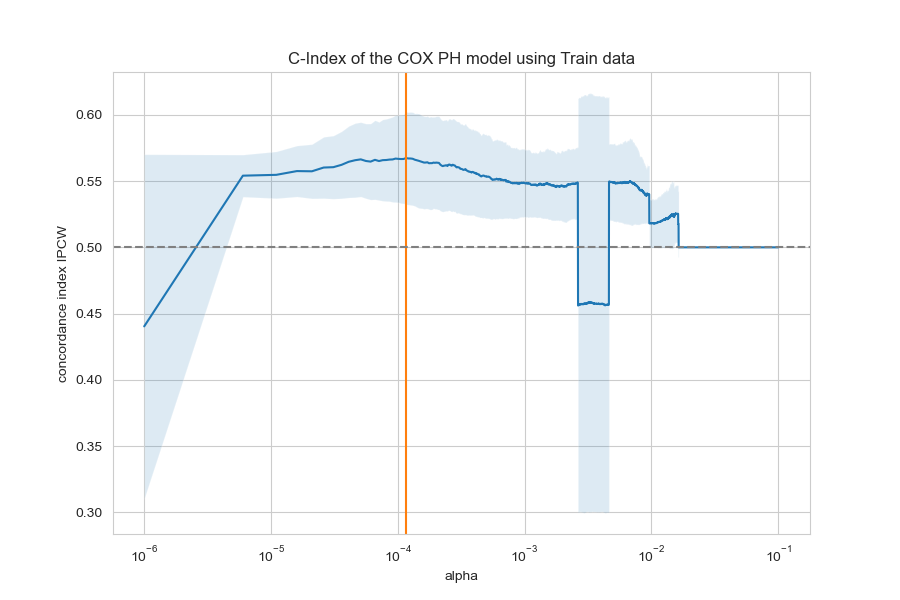 C-Index of the COX PH model using Train data
concordance index IPCW
0.60
0.55
0.50
0.45
0.40
0.35
0.30
10⁻⁶ 10⁻⁵ 10⁻⁴ 10⁻³ 10⁻² 10⁻¹
alpha